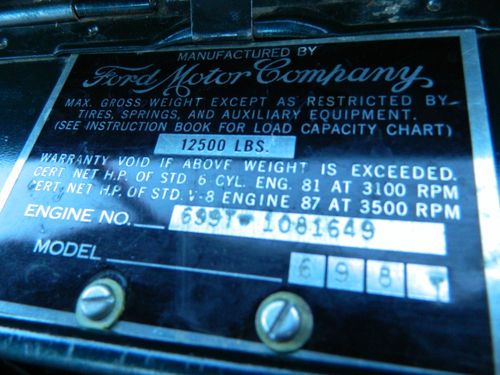 MANUFACTURED BY
Ford Motor Company
MAX. GROSS WEIGHT EXCEPT AS RESTRICTED BY
TIRES, SPRINGS, AND AUXILIARY EQUIPMENT.
(SEE INSTRUCTION BOOK FOR LOAD CAPACITY CHART)
12500 LBS.
WARRANTY VOID IF ABOVE WEIGHT IS EXCEEDED.
CERT. NET H.P. OF STD. 6 CYL. ENG. 81 AT 3100 RPM
CERT. NET H.P. OF STD. V-8 ENGINE 87 AT 3500 RPM
ENGINE NO. 699T 1081649
MODEL 698T